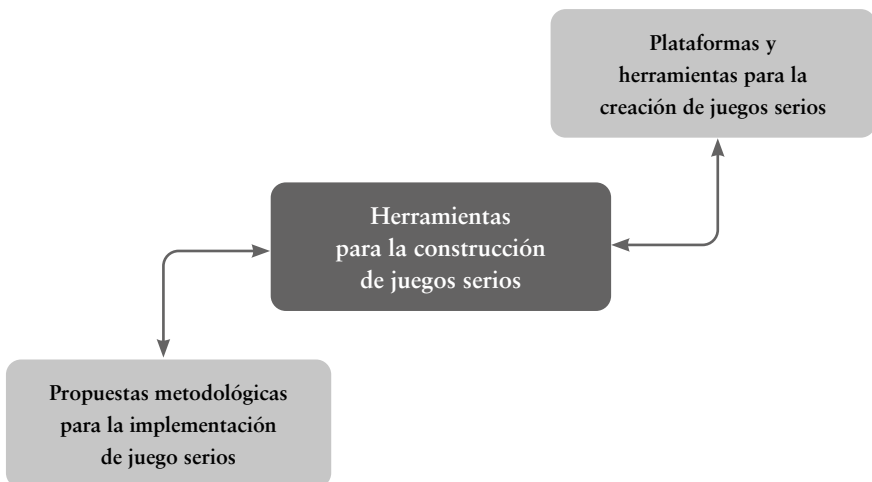 Plataformas y
herramientas para la
creación de juegos serios
Herramientas
para la construcción
de juegos serios
Propuestas metodológicas
para la implementación
de juego serios